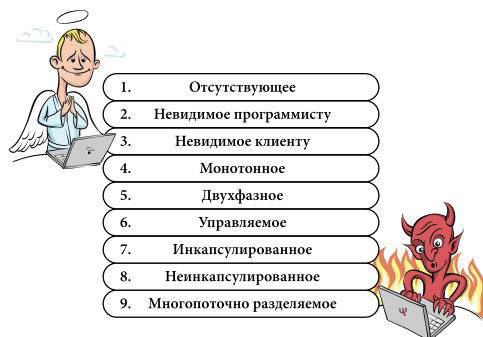 1. Отсутствующее
2. Невидимое программисту
3. Невидимое клиенту
4. Монотонное
5. Двухфазное
6. Управляемое
7. Инкапсулированное
8. Неинкапсулированное
9. Многопоточно разделяемое